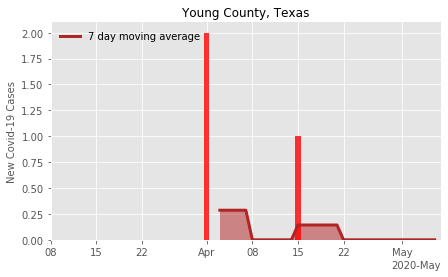 Young County, Texas
7 day moving average
New Covid-19 Cases
2.00
1.75
1.50
1.25
1.00
0.75
0.50
0.25
0.00
08 15 22 Apr 08 15 22 May
2020-May